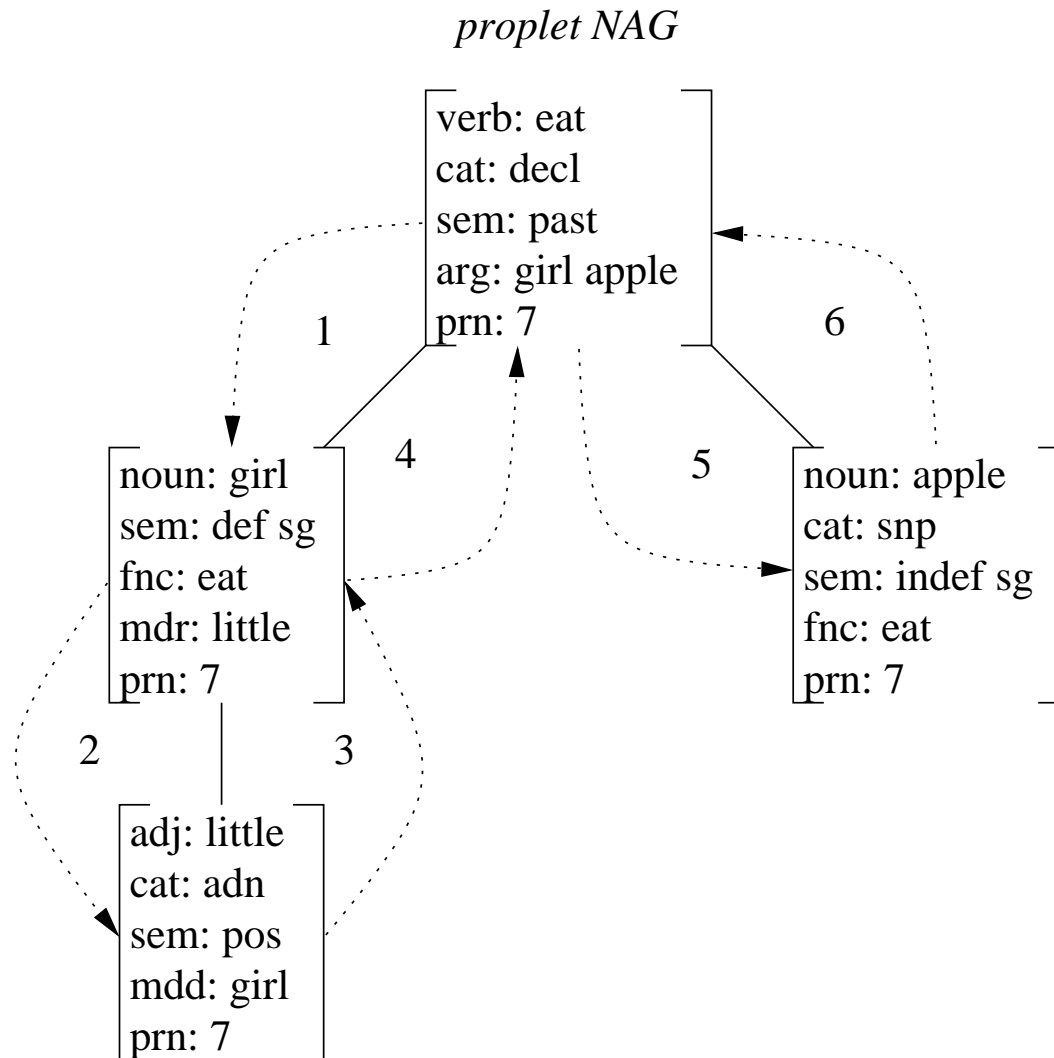 proplet NAG
verb: eat
cat: decl
sem: past
arg: girl apple
prn: 7
1
6
4
5
noun: girl
sem: def sg
fnc: eat
mdr: little
prn: 7
noun: apple
cat: snp
sem: indef sg
fnc: eat
prn: 7
2
3
adj: little
cat: adn
sem: pos
mdd: girl
prn: 7